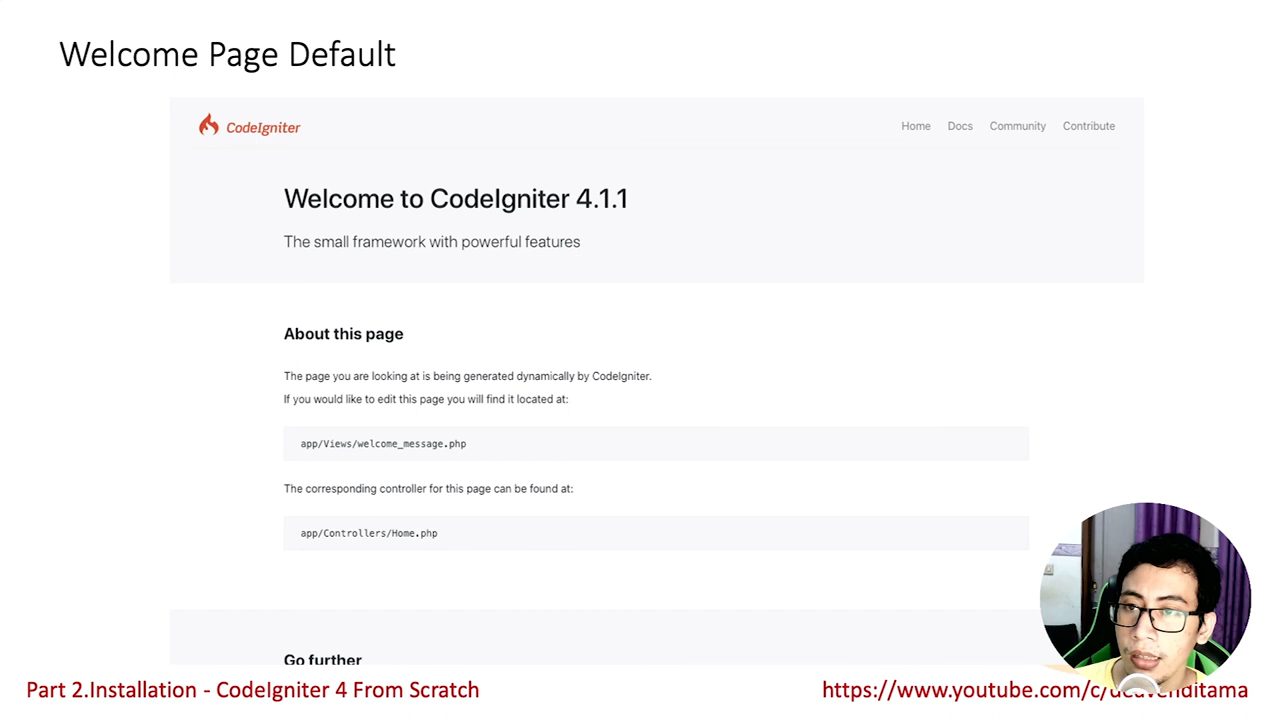 Welcome Page Default
CodeIgniter
Home Docs Community Contribute
Welcome to CodeIgniter 4.1.1
The small framework with powerful features
About this page
The page you are looking at is being generated dynamically by CodeIgniter.
If you would like to edit this page you will find it located at:
app/Views/welcome_message.php
The corresponding controller for this page can be found at:
app/Controllers/Home.php
Go further
Part 2.Installation - CodeIgniter 4 From Scratch
https://www.youtube.com/c/deavenditama